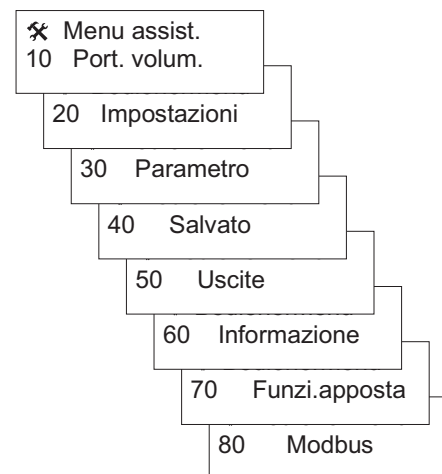 🛠 Menu assist.
10 Port. volum.
20 Impostazioni
30 Parametro
40 Salvato
50 Uscite
60 Informazione
70 Funzi.apposta
80 Modbus